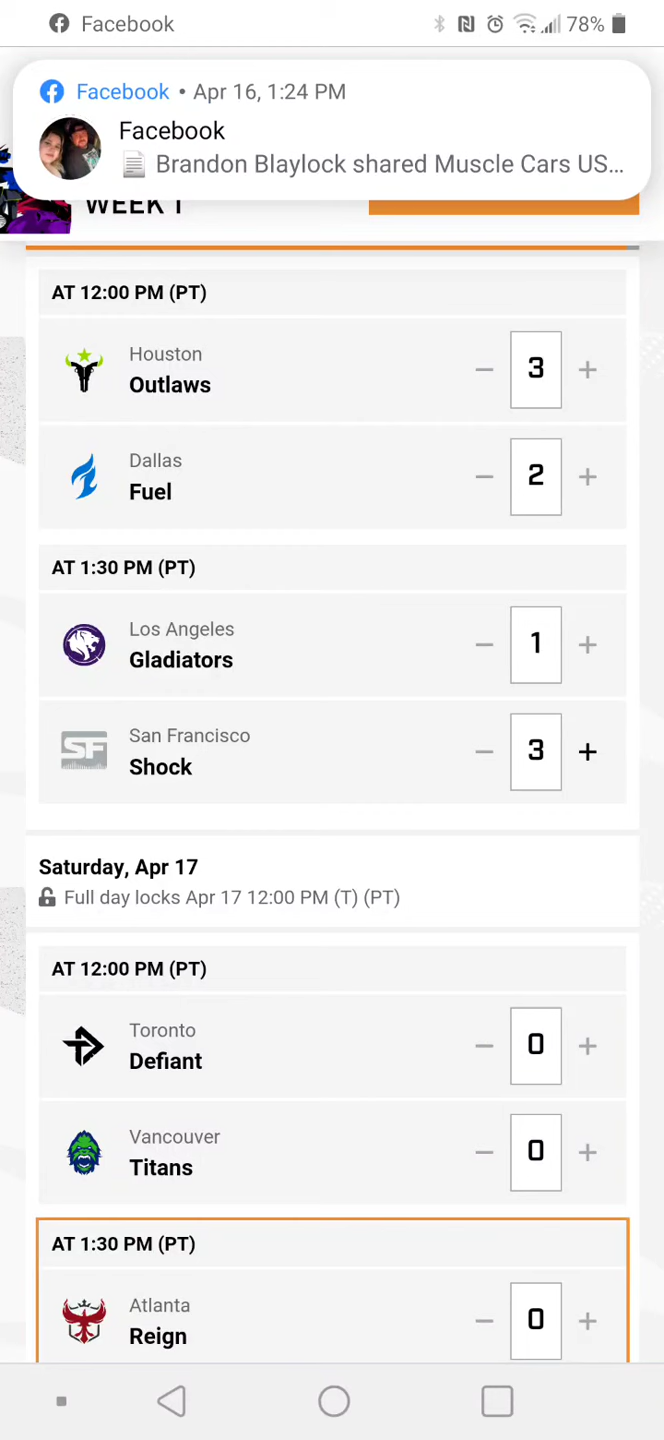 Facebook
78%
Facebook • Apr 16, 1:24 PM
Facebook
Brandon Blaylock shared Muscle Cars US...
WEEK 1
AT 12:00 PM (PT)
Houston
Outlaws
− 3 +
Dallas
Fuel
− 2 +
AT 1:30 PM (PT)
Los Angeles
Gladiators
− 1 +
SF
San Francisco
Shock
− 3 +
Saturday, Apr 17
Full day locks Apr 17 12:00 PM (T) (PT)
AT 12:00 PM (PT)
Toronto
Defiant
− 0 +
Vancouver
Titans
− 0 +
AT 1:30 PM (PT)
Atlanta
Reign
− 0 +